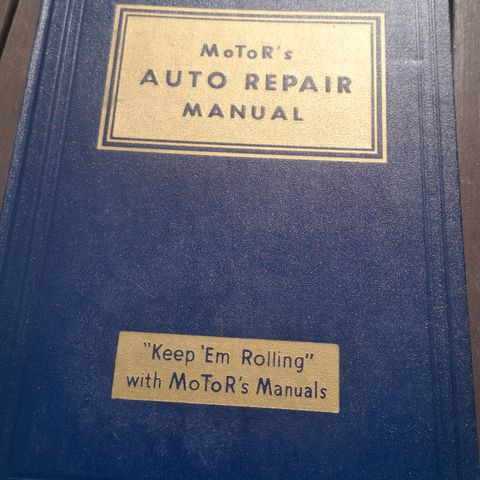 MoToR's
AUTO REPAIR
MANUAL
"Keep 'Em Rolling"
with MoToR's Manuals